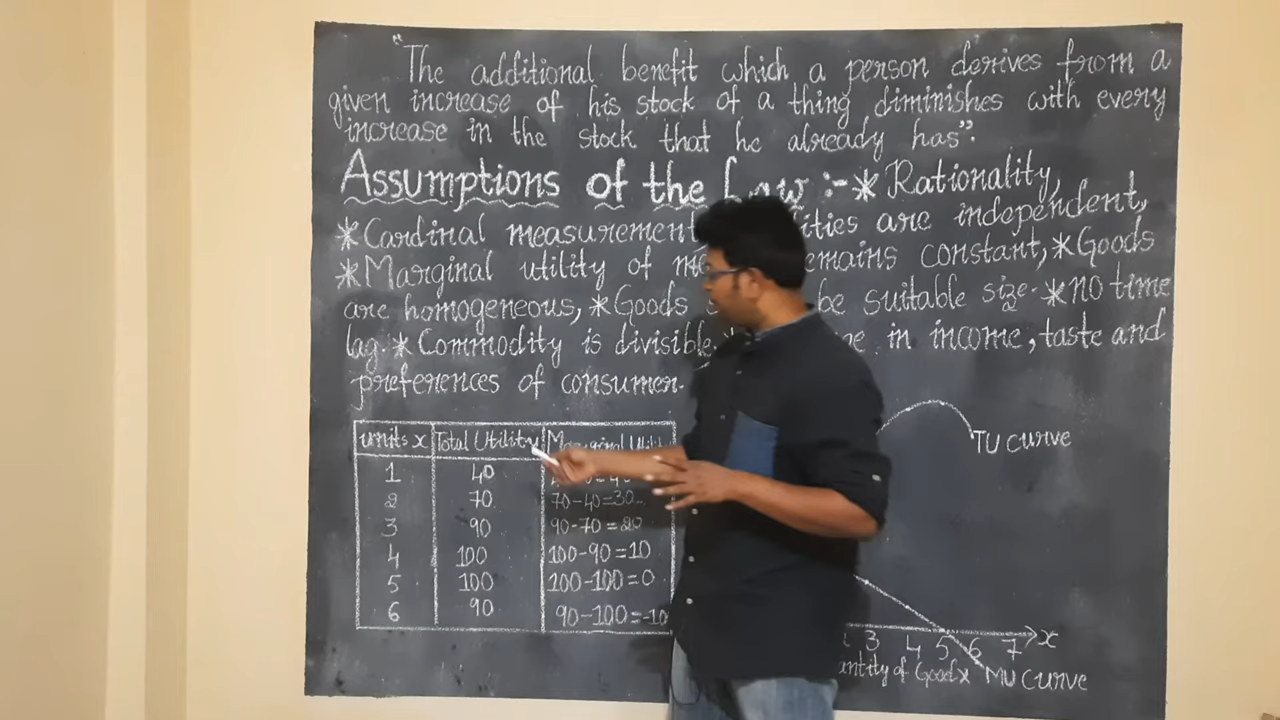 "The additional benefit which a person derives from a
given increase of his stock of a thing diminishes with every
increase in the stock that he already has".
Assumptions of the Law :- * Rationality,
* Cardinal measurement ities are independent,
* Marginal utility of m emains constant, * Goods
are homogeneous, * Goods be suitable size. * no time
lag. * Commodity is divisible, * in income, taste and
preferences of consumer.
units x Total Utility Marginal Utili
1 40
2 70 70-40=30
3 90 90-70=20
4 100 100-90=10
5 100 100-100=0
6 90 90-100=-10
TU curve
3 4 5 6 7 x
antity of Good x MU curve